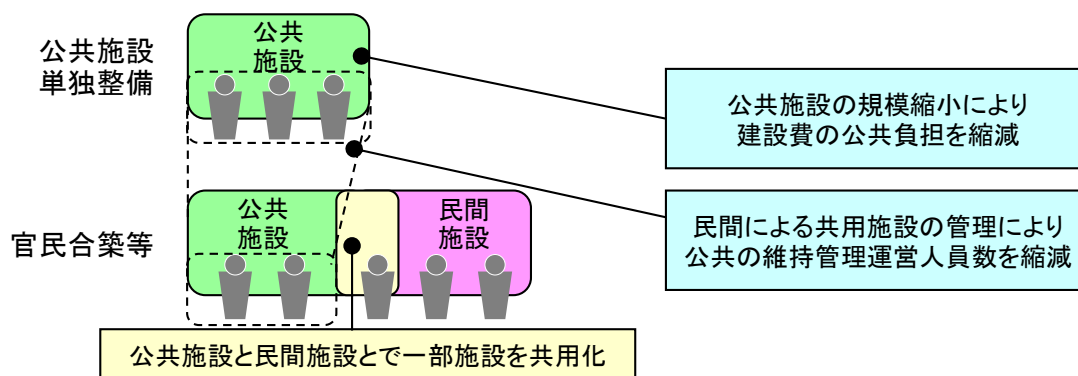 公共施設
単独整備
公共
施設
公共施設の規模縮小により
建設費の公共負担を縮減
官民合築等
公共
施設
民間
施設
民間による共用施設の管理により
公共の維持管理運営人員数を縮減
公共施設と民間施設とで一部施設を共用化